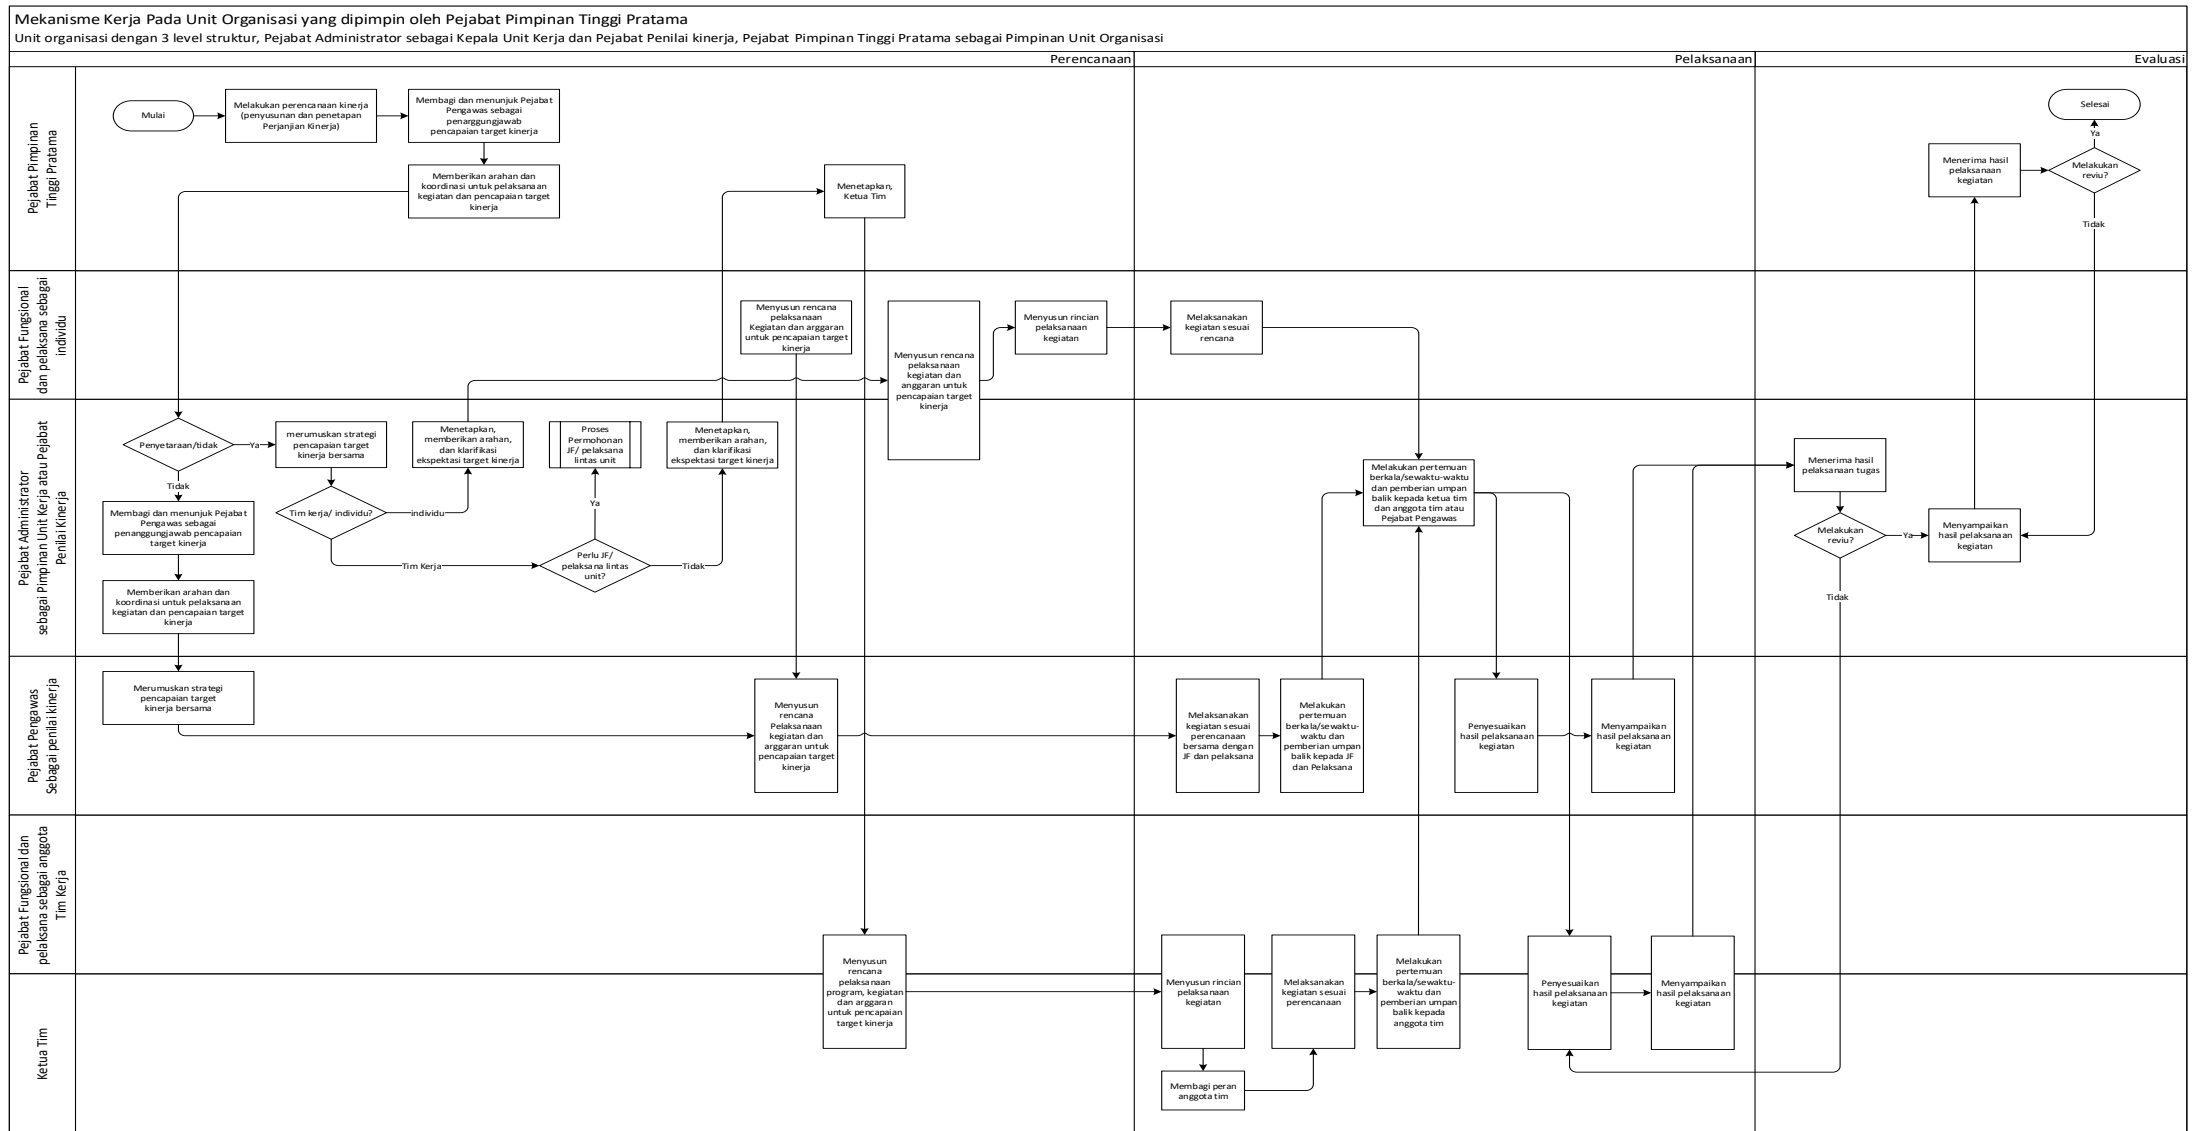 Mekanisme Kerja Pada Unit Organisasi yang dipimpin oleh Pejabat Pimpinan Tinggi Pratama
Unit organisasi dengan 3 level struktur, Pejabat Administrator sebagai Kepala Unit Kerja dan Pejabat Penilai kinerja, Pejabat Pimpinan Tinggi Pratama sebagai Pimpinan Unit Organisasi
Perencanaan
Pelaksanaan
Evaluasi
Pejabat Pimpinan
Tinggi Pratama
Mulai
Melakukan perencanaan kinerja
(penyusunan dan penetapan
Perjanjian Kinerja)
Membagi dan menunjuk Pejabat
Pengawas sebagai
penarggungjawab
pencapaian target kinerja
Memberikan arahan dan
koordinasi untuk pelaksanaan
kegiatan dan pencapaian target
kinerja
Menetapkan,
Ketua Tim
Menerima hasil
pelaksanaan
kegiatan
Selesai
Ya
Melakukan
reviu?
Tidak
Pejabat Fungsional
dan pelaksana sebagai
individu
Menyusun rencana
pelaksanaan
Kegiatan dan arggaran
untuk pencapaian target
kinerja
Menyusun rencana
pelaksanaan
kegiatan dan
anggaran untuk
pencapaian target
kinerja
Menyusun rincian
pelaksanaan
kegiatan
Melaksanakan
kegiatan sesuai
rencana
Pejabat Administrator
sebagai Pimpinan Unit Kerja atau Pejabat
Penilai Kinerja
Penyetaraan/tidak
Ya
Tidak
merumuskan strategi
pencapaian target
kinerja bersama
Tim kerja/ individu?
individu
Tim Kerja
Menetapkan,
memberikan arahan,
dan klarifikasi
ekspektasi target kinerja
Proses
Permohonan
JF/ pelaksana
lintas unit
Ya
Perlu JF/
pelaksana lintas
unit?
Tidak
Menetapkan,
memberikan arahan,
dan klarifikasi
ekspektasi target kinerja
Membagi dan menunjuk Pejabat
Pengawas sebagai
penanggungjawab pencapaian
target kinerja
Memberikan arahan dan
koordinasi untuk pelaksanaan
kegiatan dan pencapaian target
kinerja
Melakukan pertemuan
berkala/sewaktu-waktu
dan pemberian umpan
balik kepada ketua tim
dan anggota tim atau
Pejabat Pengawas
Menerima hasil
pelaksanaan tugas
Melakukan
reviu?
Ya
Tidak
Menyampaikan
hasil pelaksanaan
kegiatan
Pejabat Pengawas
Sebagai penilai kinerja
Merumuskan strategi
pencapaian target
kinerja bersama
Menyusun
rencana
Pelaksanaan
kegiatan dan
arggaran untuk
pencapaian target
kinerja
Melaksanakan
kegiatan sesuai
perencanaan
bersama dengan
JF dan pelaksana
Melakukan
pertemuan
berkala/sewaktu-
waktu dan
pemberian umpan
balik kepada JF
dan Pelaksana
Penyesuaikan
hasil pelaksanaan
kegiatan
Menyampaikan
hasil pelaksanaan
kegiatan
Pejabat Fungsional dan
pelaksana sebagai anggota
Tim Kerja
Ketua Tim
Menyusun
rencana
pelaksanaan
program, kegiatan
dan arggaran
untuk pencapaian
target kinerja
Menyusun rincian
pelaksanaan
kegiatan
Membagi peran
anggota tim
Melaksanakan
kegiatan sesuai
perencanaan
Melakukan
pertemuan
berkala/sewaktu-
waktu dan
pemberian umpan
balik kepada
anggota tim
Penyesuaikan
hasil pelaksanaan
kegiatan
Menyampaikan
hasil pelaksanaan
kegiatan